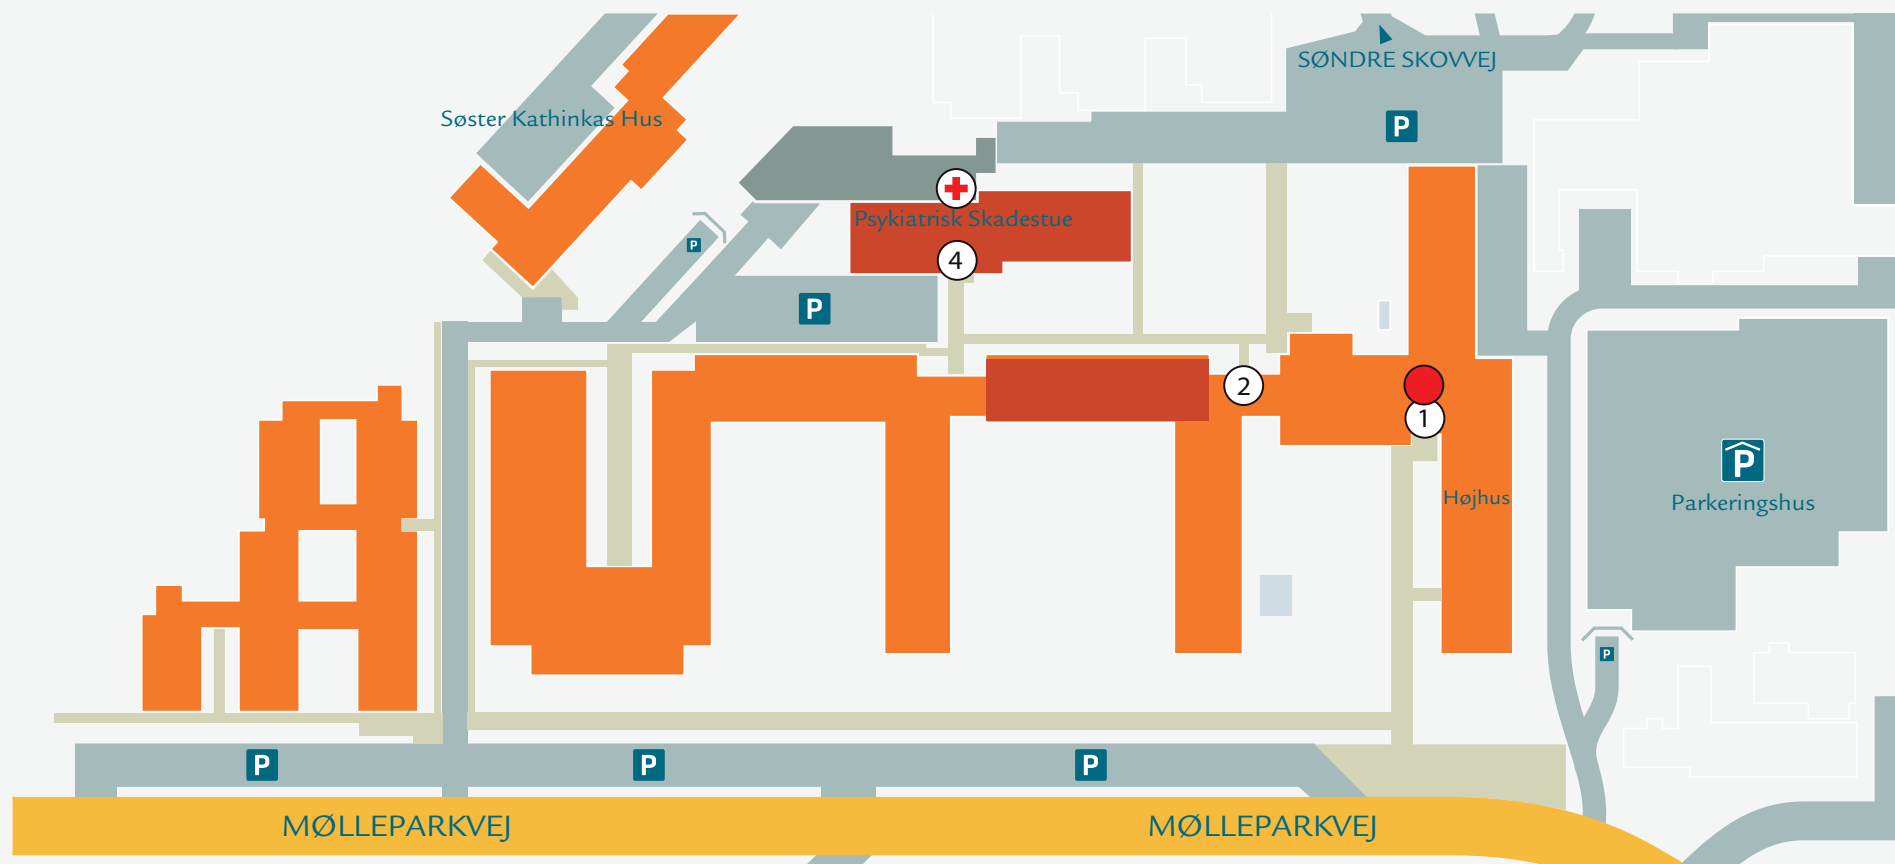 SØNDRE SKOVVEJ
Søster Kathinkas Hus
P
Psykiatrisk Skadestue
P
4
P
2
1
P
Højhus
Parkeringshus
P
P
P
P
MØLLEPARKVEJ
MØLLEPARKVEJ